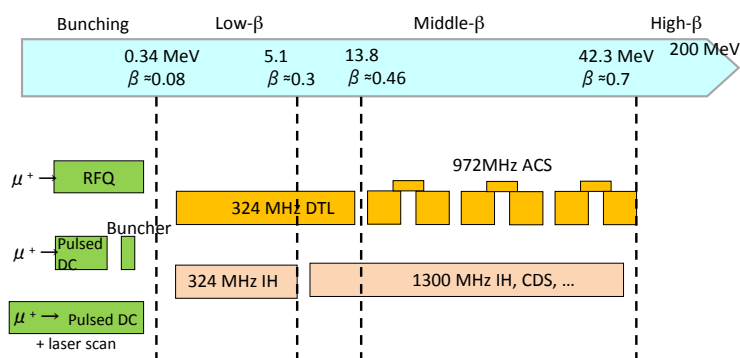 Bunching Low-β Middle-β High-β
200 MeV
0.34 MeV 5.1 13.8 42.3 MeV
β ≈0.08 β ≈0.3 β ≈0.46 β ≈0.7
972MHz ACS
μ⁺ → RFQ
324 MHz DTL
Buncher
μ⁺ → Pulsed
DC
324 MHz IH 1300 MHz IH, CDS, ...
μ⁺ → Pulsed DC
+ laser scan